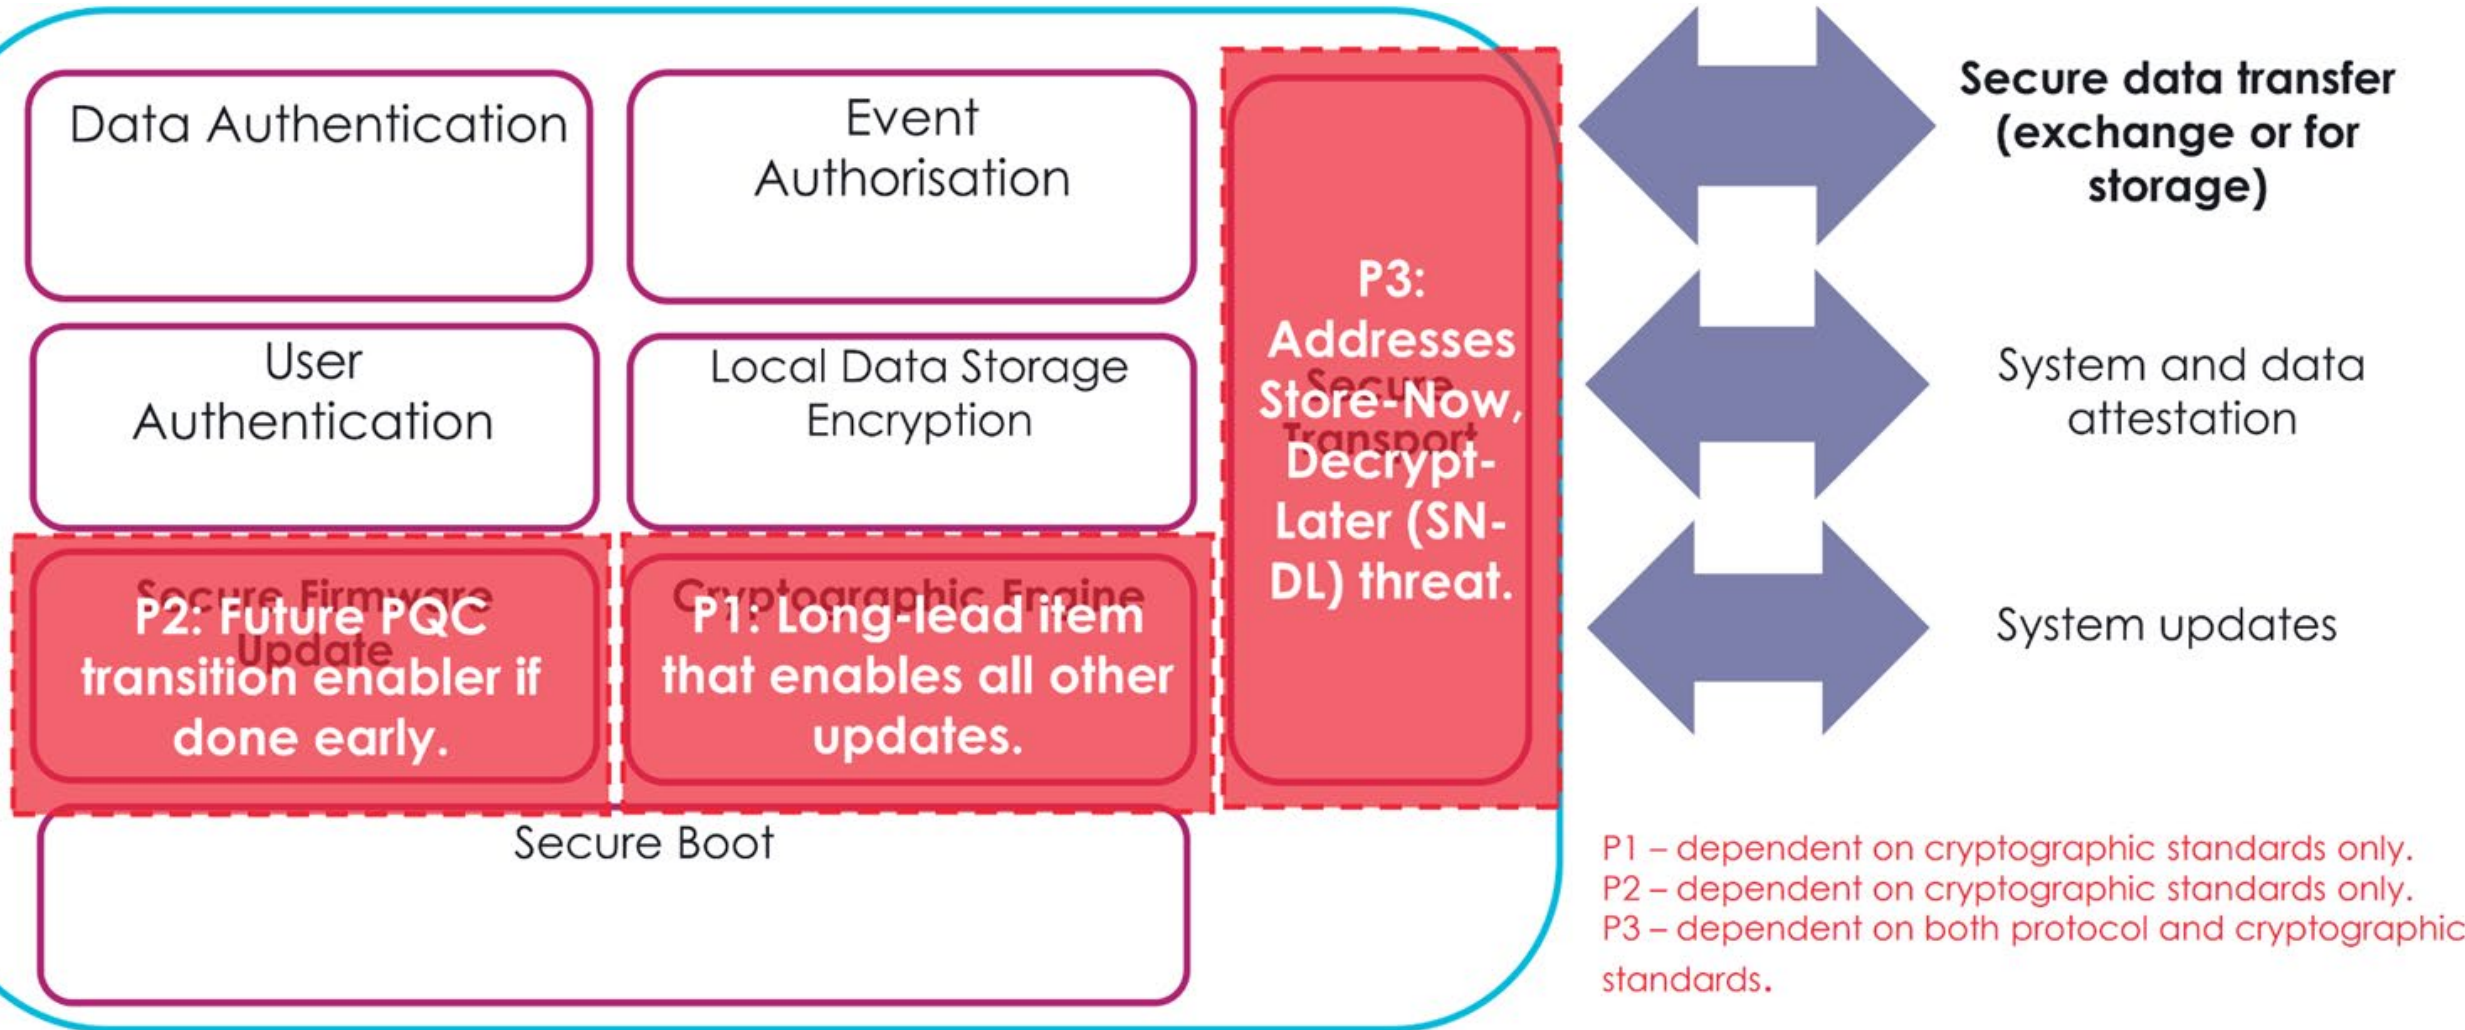 Data Authentication
Event
Authorisation
User
Authentication
Local Data Storage
Encryption
Secure Firmware
Update
P2: Future PQC
transition enabler if
done early.
Cryptographic Engine
P1: Long-lead item
that enables all other
updates.
Secure
Transport
P3:
Addresses
Store-Now,
Decrypt-
Later (SN-
DL) threat.
Secure Boot
Secure data transfer
(exchange or for
storage)
System and data
attestation
System updates
P1 – dependent on cryptographic standards only.
P2 – dependent on cryptographic standards only.
P3 – dependent on both protocol and cryptographic
standards.